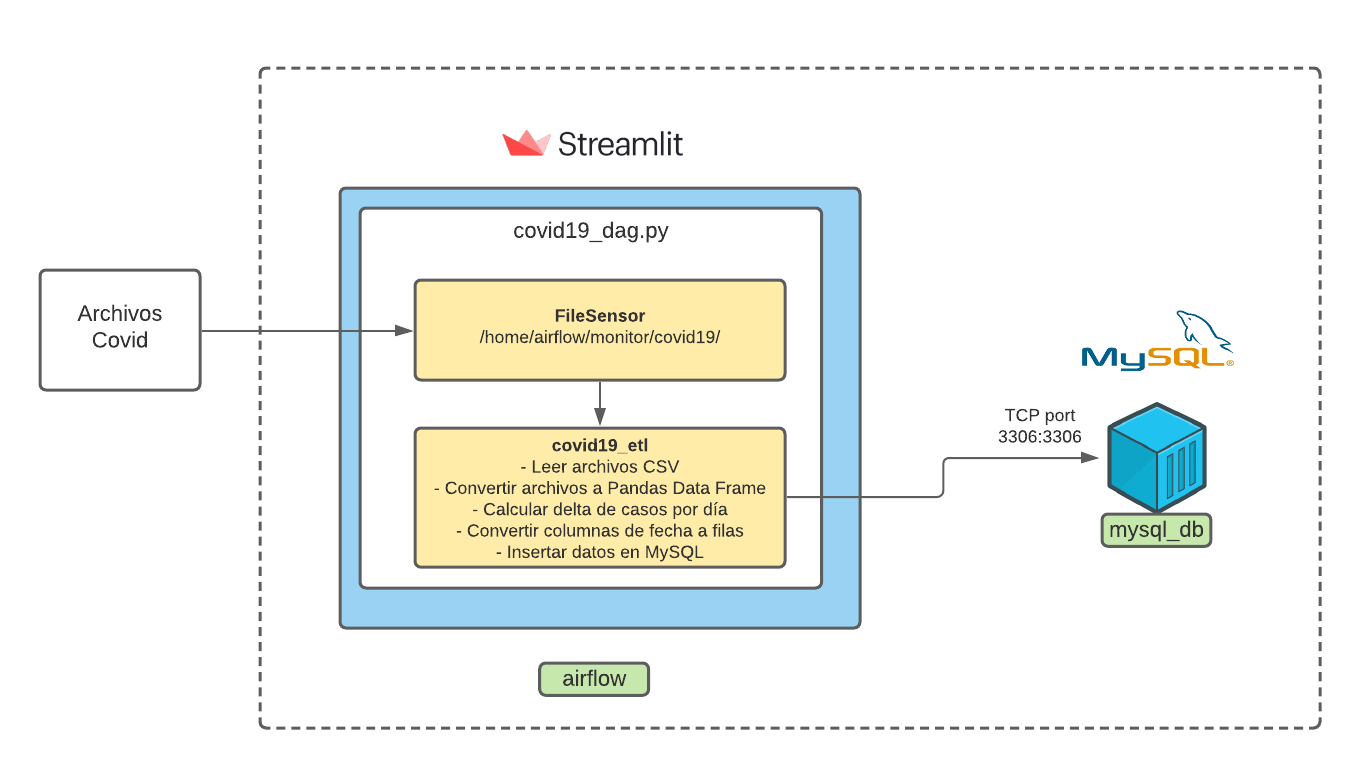 Streamlit
covid19_dag.py
Archivos
Covid
FileSensor
/home/airflow/monitor/covid19/
covid19_etl
- Leer archivos CSV
- Convertir archivos a Pandas Data Frame
- Calcular delta de casos por día
- Convertir columnas de fecha a filas
- Insertar datos en MySQL
MySQL®
TCP port
3306:3306
mysql_db
airflow